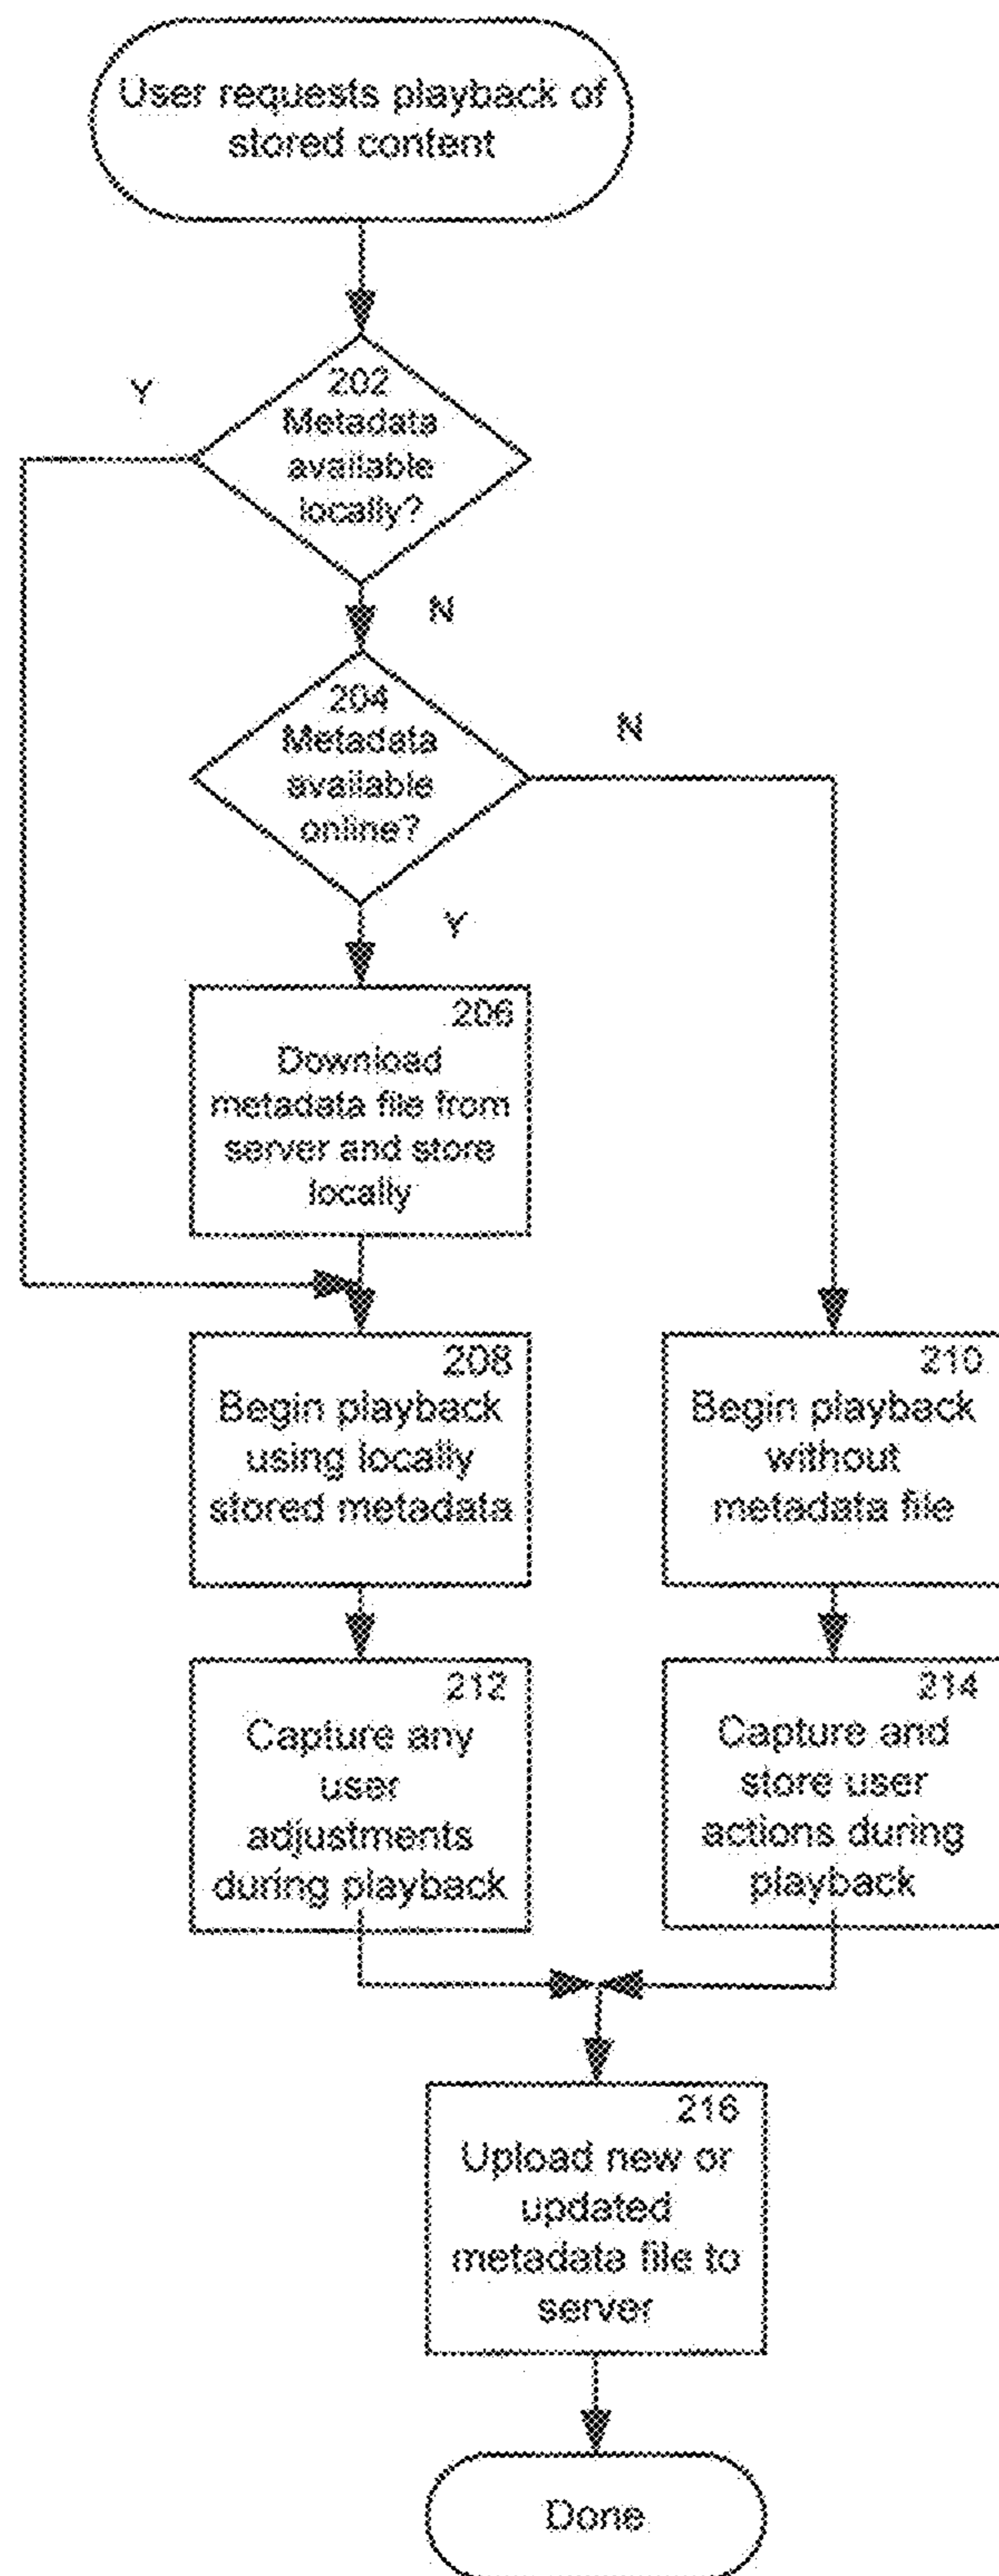 User requests playback of
stored content
Y
202
Metadata
available
locally?
N
204
Metadata
available
online?
N
Y
206
Download
metadata file from
server and store
locally
208
Begin playback
using locally
stored metadata
210
Begin playback
without
metadata file
212
Capture any
user
adjustments
during playback
214
Capture and
store user
actions during
playback
216
Upload new or
updated
metadata file to
server
Done